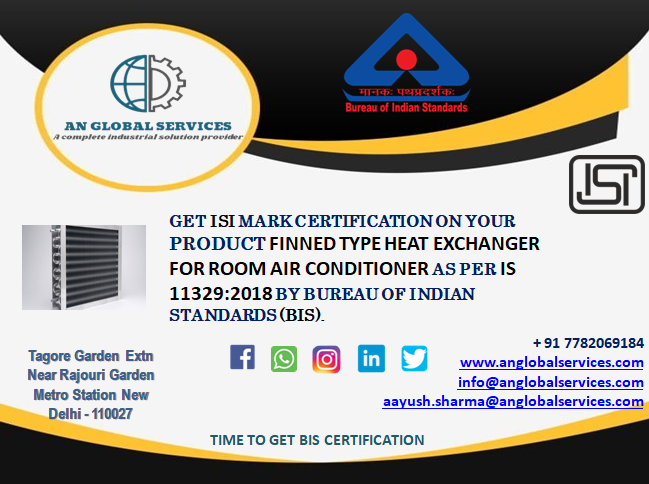 AN GLOBAL SERVICES
A complete industrial solution provider
मानकः पथप्रदर्शकः
Bureau of Indian Standards
ISI
GET ISI MARK CERTIFICATION ON YOUR
PRODUCT FINNED TYPE HEAT EXCHANGER
FOR ROOM AIR CONDITIONER AS PER IS
11329:2018 BY BUREAU OF INDIAN
STANDARDS (BIS).
Tagore Garden Extn
Near Rajouri Garden
Metro Station New
Delhi - 110027
+ 91 7782069184
www.anglobalservices.com
info@anglobalservices.com
aayush.sharma@anglobalservices.com
TIME TO GET BIS CERTIFICATION